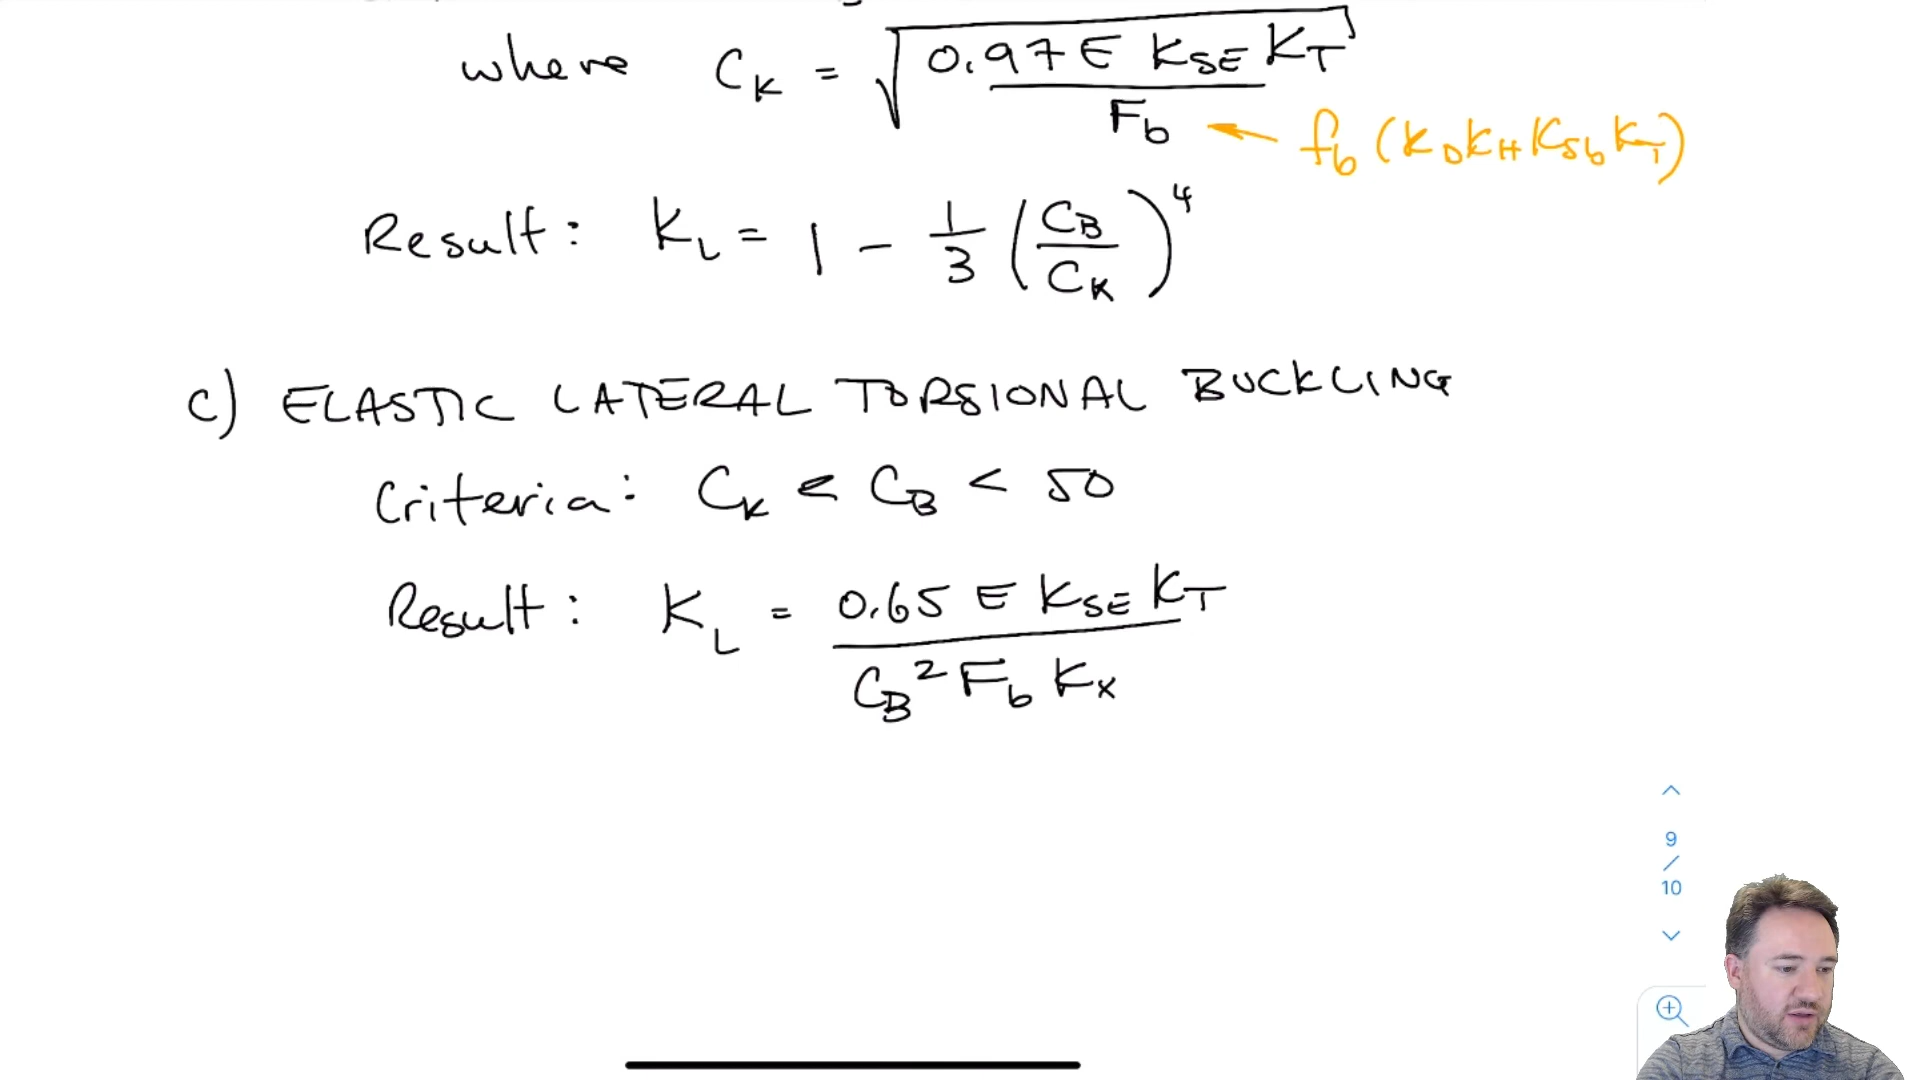 where C_K = √(0.97 E K_SE K_T / F_b) ← f_b (K_D K_H K_Sb K_T)
Result: K_L = 1 - 1/3 (C_B / C_K)^4
c) ELASTIC LATERAL TORSIONAL BUCKLING
Criteria: C_K < C_B < 50
Result: K_L = 0.65 E K_SE K_T / C_B^2 F_b K_X
9
/
10